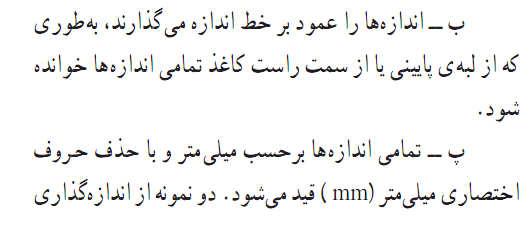 ب ــ اندازه‌ها را عمود بر خط اندازه می‌گذارند، به‌طوری
که از لبه‌ی پایینی یا از سمت راست کاغذ تمامی اندازه‌ها خوانده
شود.
پ ــ تمامی اندازه‌ها برحسب میلی‌متر و با حذف حروف
اختصاری میلی‌متر (mm ) قید می‌شود. دو نمونه از اندازه‌گذاری